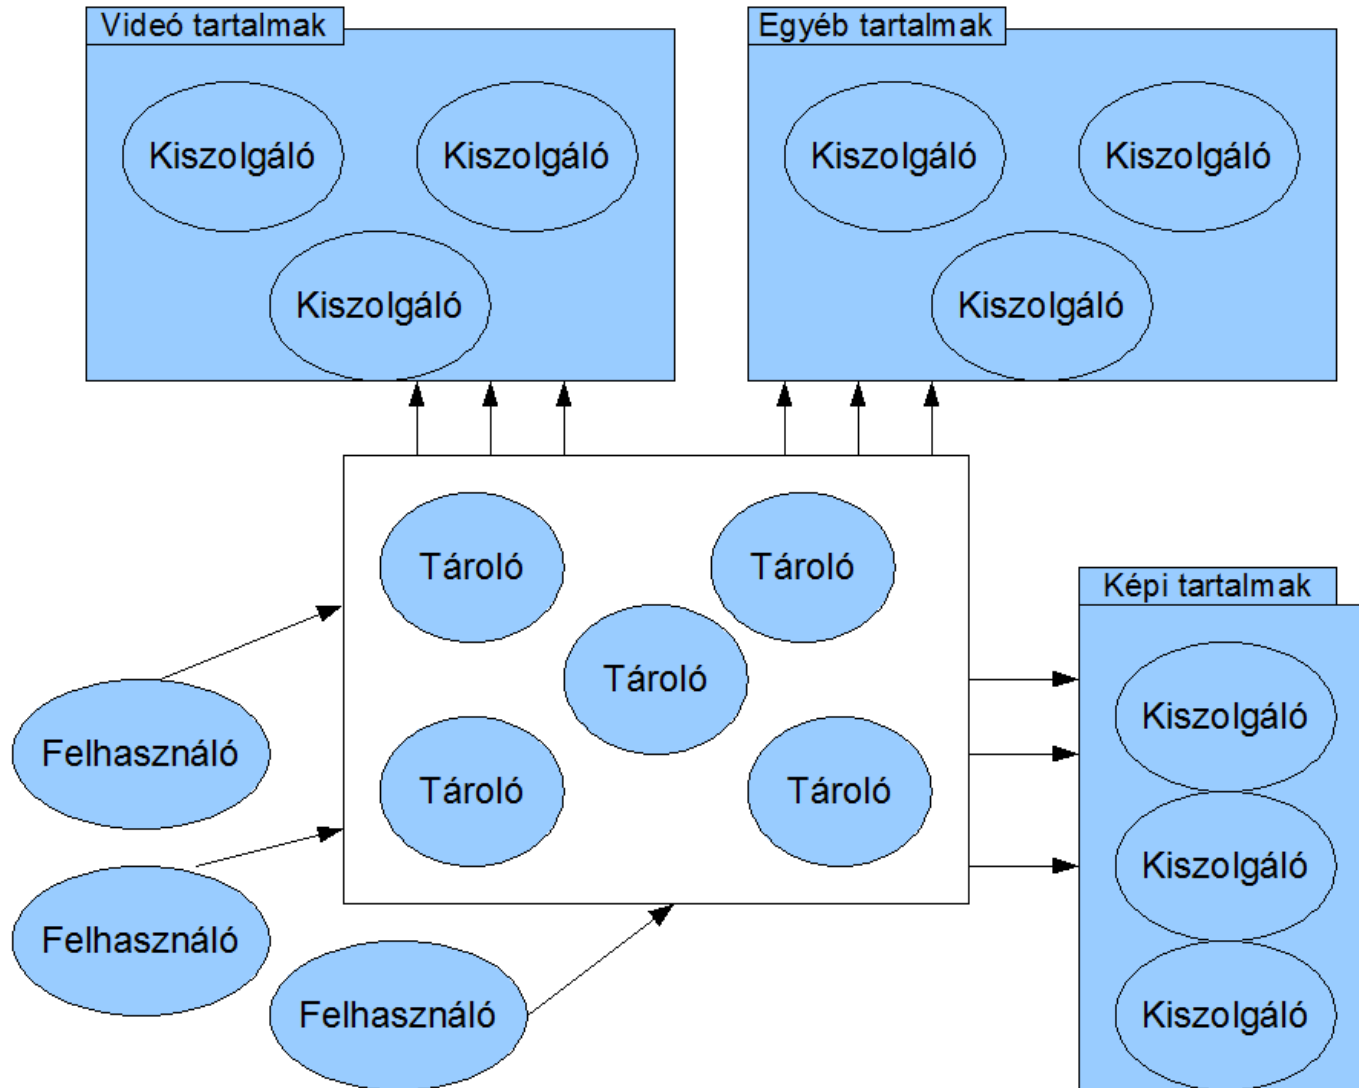 Videó tartalmak
Egyéb tartalmak
Kiszolgáló
Kiszolgáló
Kiszolgáló
Kiszolgáló
Kiszolgáló
Kiszolgáló
Tároló
Tároló
Tároló
Tároló
Tároló
Képi tartalmak
Kiszolgáló
Kiszolgáló
Kiszolgáló
Felhasználó
Felhasználó
Felhasználó